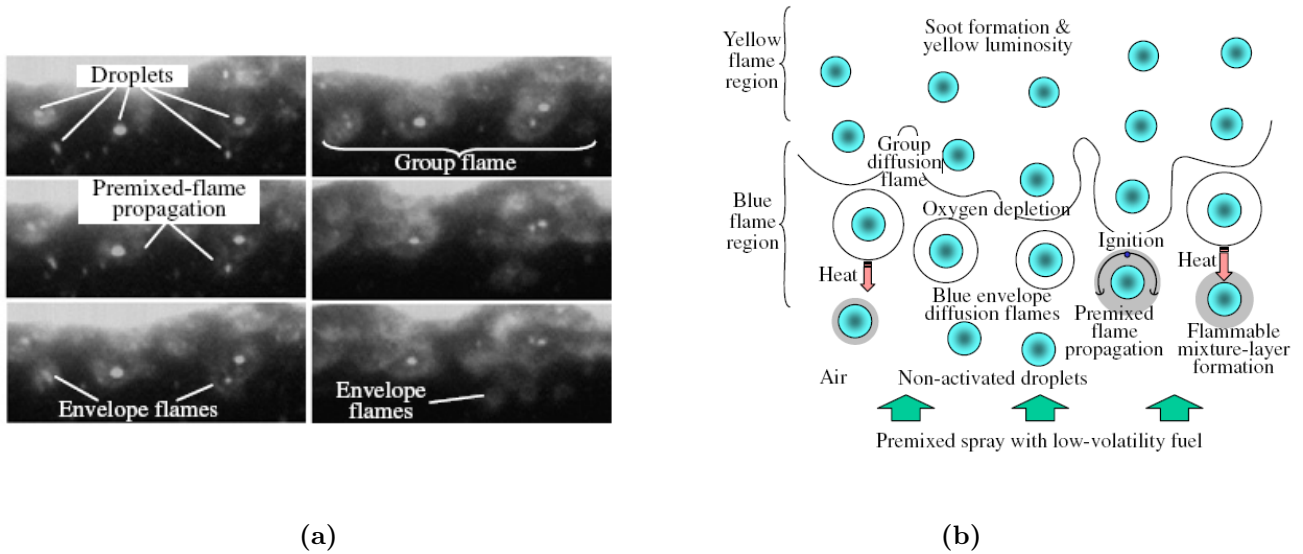 Droplets
Group flame
Premixed-flame
propagation
Envelope flames
Envelope
flames
(a)
Yellow
flame
region
Soot formation &
yellow luminosity
Blue
flame
region
Group
diffusion
flame
Oxygen depletion
Ignition
Heat
Heat
Blue envelope
diffusion flames
Premixed
flame
propagation
Flammable
mixture-layer
formation
Air
Non-activated droplets
Premixed spray with low-volatility fuel
(b)